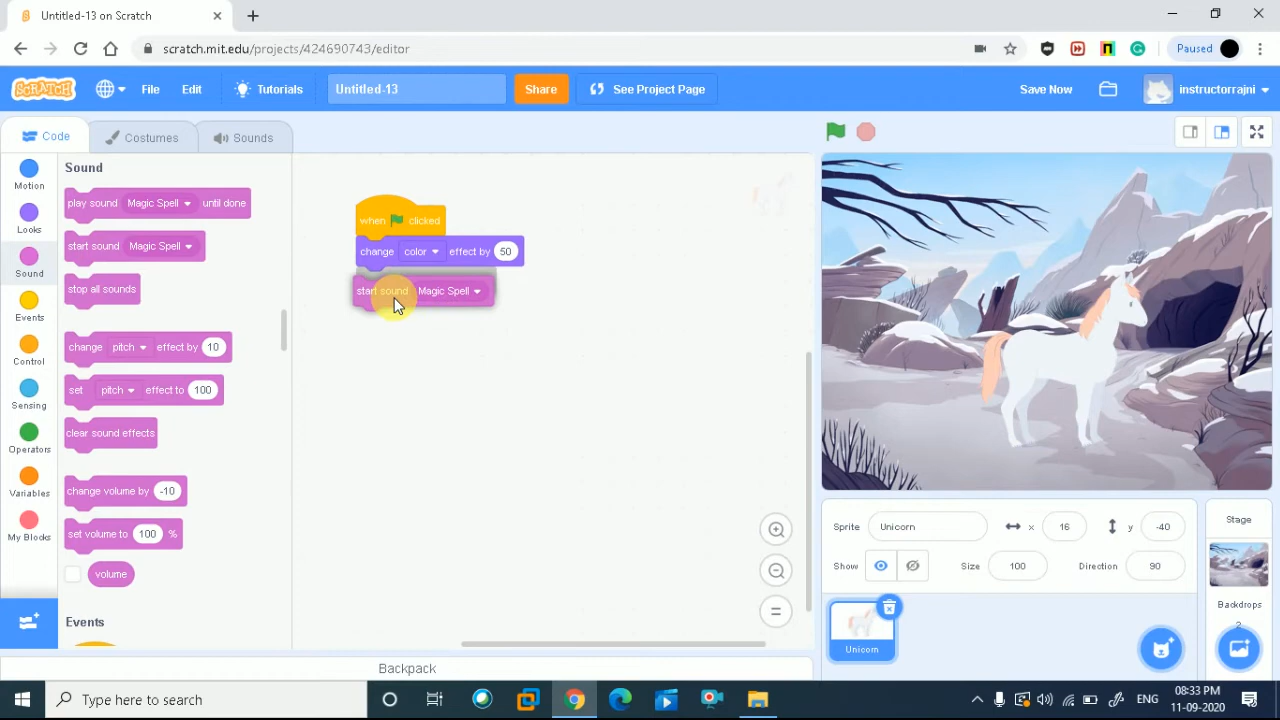 Untitled-13 on Scratch
scratch.mit.edu/projects/424690743/editor
Paused
SCRATCH
File
Edit
Tutorials
Untitled-13
Share
See Project Page
Save Now
instructorrajni
Code
Costumes
Sounds
Motion
Looks
Sound
Events
Control
Sensing
Operators
Variables
My Blocks
Sound
play sound Magic Spell until done
start sound Magic Spell
stop all sounds
change pitch effect by 10
set pitch effect to 100
clear sound effects
change volume by -10
set volume to 100 %
volume
Events
when clicked
change color effect by 50
start sound Magic Spell
Backpack
Sprite Unicorn x 16 y -40
Show Size 100 Direction 90
Unicorn
Stage
Backdrops
2
Type here to search
ENG
08:33 PM
11-09-2020